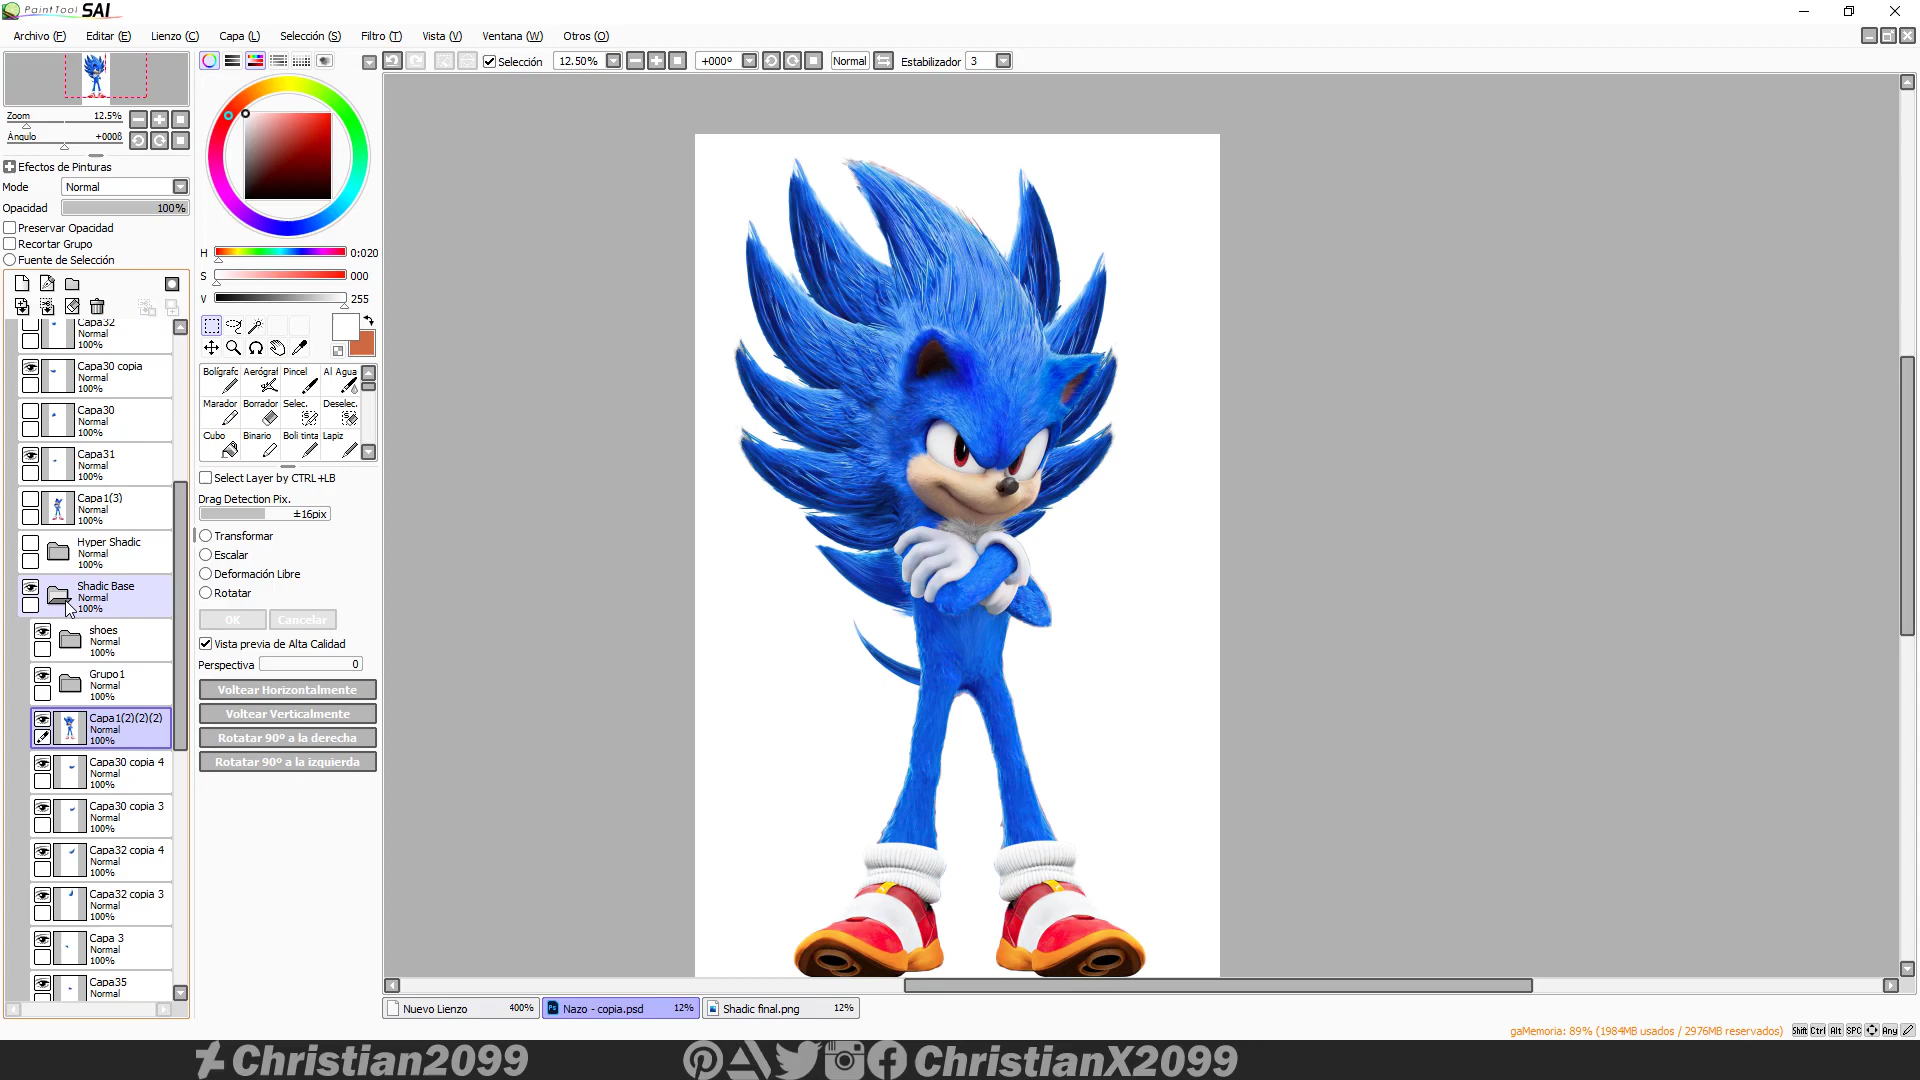 PaintTool SAI
Archivo (F) Editar (E) Lienzo (C) Capa (L) Selección (S) Filtro (T) Vista (V) Ventana (W) Otros (O)
Selección 12.50% +000º Normal Estabilizador 3
Zoom 12.5%
Ángulo +000ß
Efectos de Pinturas
Mode Normal
Opacidad 100%
Preservar Opacidad
Recortar Grupo
Fuente de Selección
H 0:020
S 000
V 255
Capa32
Normal
100%
Capa30 copia
Normal
100%
Capa30
Normal
100%
Capa31
Normal
100%
Capa1(3)
Normal
100%
Hyper Shadic
Normal
100%
Shadic Base
Normal
100%
shoes
Normal
100%
Grupo1
Normal
100%
Capa1(2)(2)(2)
Normal
100%
Capa30 copia 4
Normal
100%
Capa30 copia 3
Normal
100%
Capa32 copia 4
Normal
100%
Capa32 copia 3
Normal
100%
Capa 3
Normal
100%
Capa35
Normal
Bolígrafc Aerógraf Pincel Al Agua
Marador Borrador Selec. Deselec.
Cubo Binario Boli tinta Lapiz
Select Layer by CTRL+LB
Drag Detection Pix.
±16pix
Transformar
Escalar
Deformación Libre
Rotatar
OK Cancelar
Vista previa de Alta Calidad
Perspectiva 0
Voltear Horizontalmente
Voltear Verticalmente
Rotatar 90º a la derecha
Rotatar 90º a la izquierda
Nuevo Lienzo 400% Nazo - copia.psd 12% Shadic final.png 12%
gaMemoria: 89% (1984MB usados / 2976MB reservados) Shift Ctrl Alt SPC Any
Christian2099 ChristianX2099